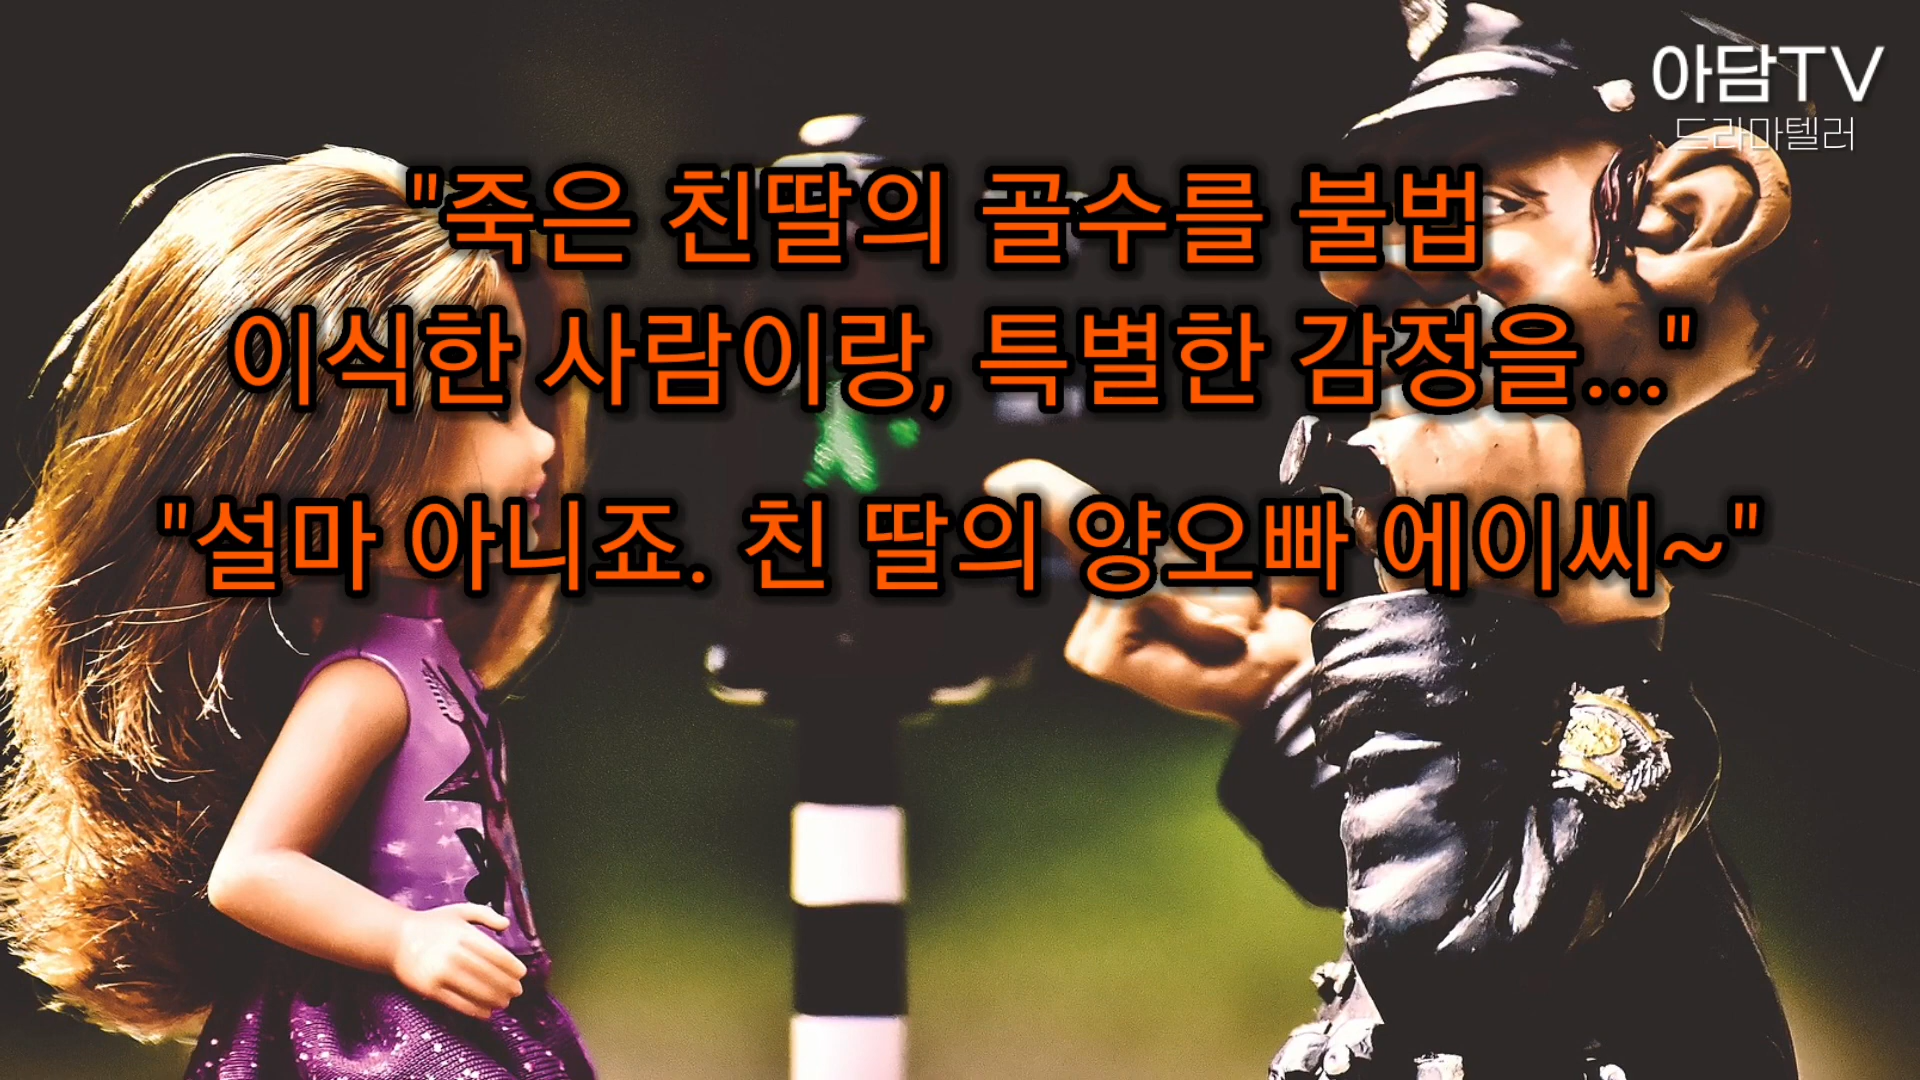 아담TV
드라마텔러
"죽은 친딸의 골수를 불법
이식한 사람이랑, 특별한 감정을..."
"설마 아니죠. 친 딸의 양오빠 에이씨~"